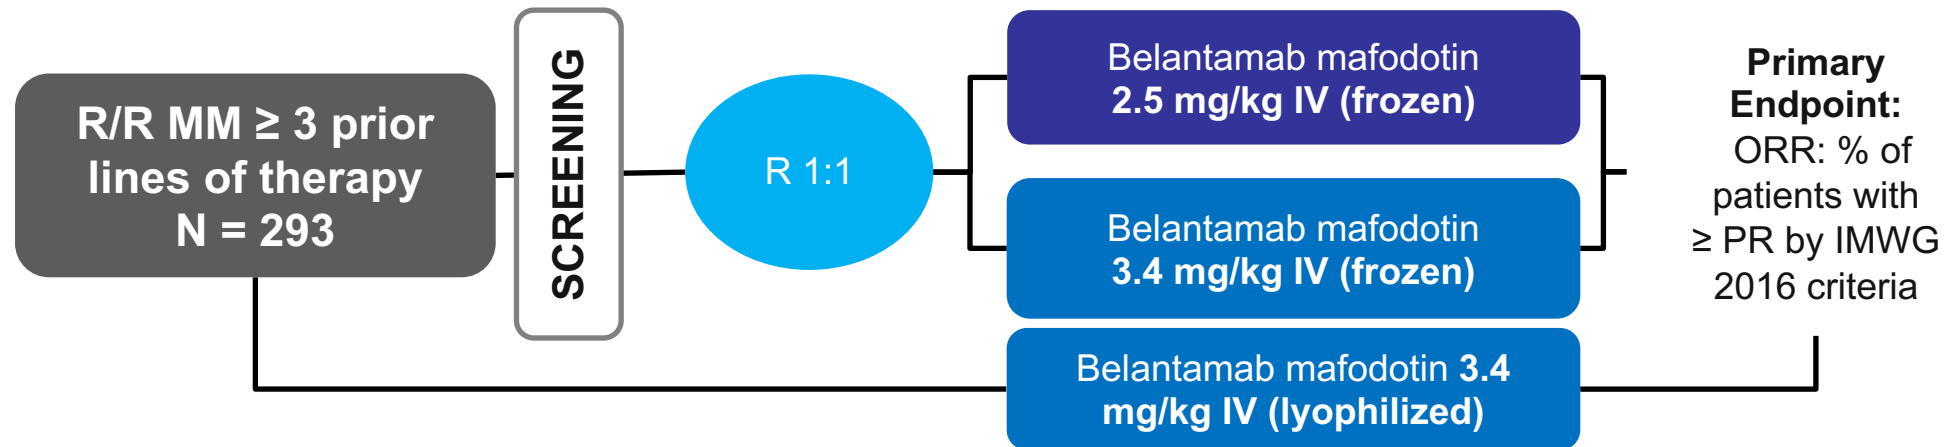 R/R MM ≥ 3 prior
lines of therapy
N = 293
SCREENING
R 1:1
Belantamab mafodotin
2.5 mg/kg IV (frozen)
Belantamab mafodotin
3.4 mg/kg IV (frozen)
Belantamab mafodotin 3.4
mg/kg IV (lyophilized)
Primary
Endpoint:
ORR: % of
patients with
≥ PR by IMWG
2016 criteria